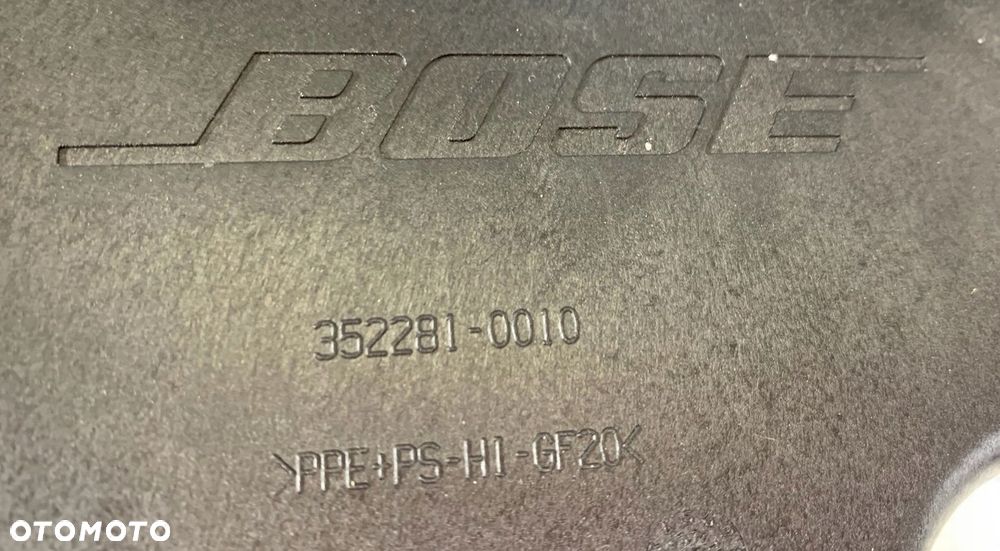 BOSE
352281-0010
>PPE+PS-HI-GF20<
OTOMOTO